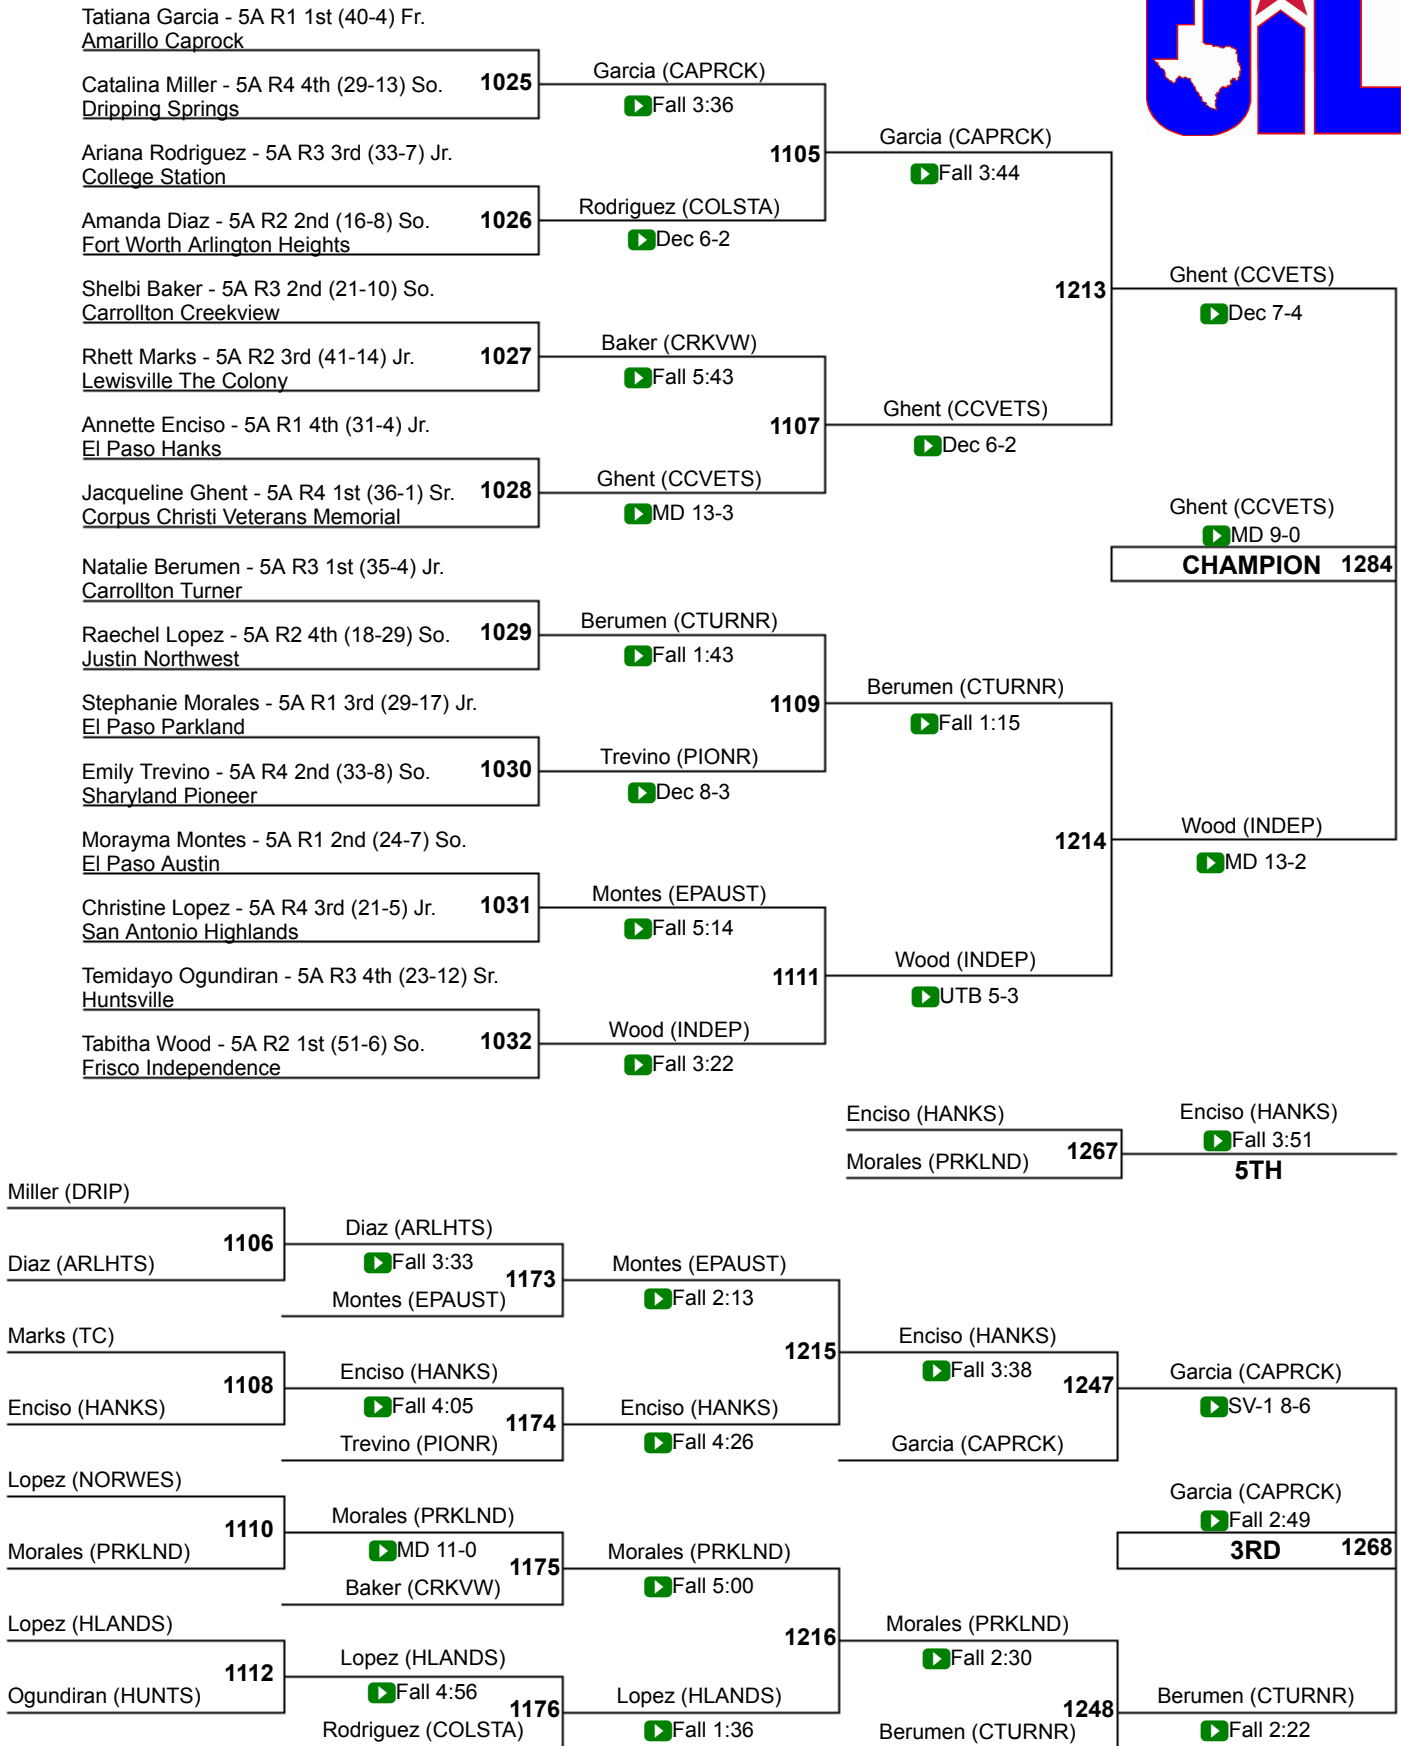 Tatiana Garcia - 5A R1 1st (40-4) Fr.
Amarillo Caprock
Catalina Miller - 5A R4 4th (29-13) So.
Dripping Springs
1025
Garcia (CAPRCK)
Fall 3:36
Ariana Rodriguez - 5A R3 3rd (33-7) Jr.
College Station
Amanda Diaz - 5A R2 2nd (16-8) So.
Fort Worth Arlington Heights
1026
Rodriguez (COLSTA)
Dec 6-2
1105
Garcia (CAPRCK)
Fall 3:44
Shelbi Baker - 5A R3 2nd (21-10) So.
Carrollton Creekview
Rhett Marks - 5A R2 3rd (41-14) Jr.
Lewisville The Colony
1027
Baker (CRKVW)
Fall 5:43
Annette Enciso - 5A R1 4th (31-4) Jr.
El Paso Hanks
Jacqueline Ghent - 5A R4 1st (36-1) Sr.
Corpus Christi Veterans Memorial
1028
Ghent (CCVETS)
MD 13-3
1107
Ghent (CCVETS)
Dec 6-2
1213
Ghent (CCVETS)
Dec 7-4
Natalie Berumen - 5A R3 1st (35-4) Jr.
Carrollton Turner
Raechel Lopez - 5A R2 4th (18-29) So.
Justin Northwest
1029
Berumen (CTURNR)
Fall 1:43
Stephanie Morales - 5A R1 3rd (29-17) Jr.
El Paso Parkland
Emily Trevino - 5A R4 2nd (33-8) So.
Sharyland Pioneer
1030
Trevino (PIONR)
Dec 8-3
1109
Berumen (CTURNR)
Fall 1:15
Morayma Montes - 5A R1 2nd (24-7) So.
El Paso Austin
Christine Lopez - 5A R4 3rd (21-5) Jr.
San Antonio Highlands
1031
Montes (EPAUST)
Fall 5:14
Temidayo Ogundiran - 5A R3 4th (23-12) Sr.
Huntsville
Tabitha Wood - 5A R2 1st (51-6) So.
Frisco Independence
1032
Wood (INDEP)
Fall 3:22
1111
Wood (INDEP)
UTB 5-3
1214
Wood (INDEP)
MD 13-2
Ghent (CCVETS)
MD 9-0
CHAMPION 1284
UIL
Enciso (HANKS)
Morales (PRKLND)
1267
Enciso (HANKS)
Fall 3:51
5TH
Miller (DRIP)
Diaz (ARLHTS)
1106
Diaz (ARLHTS)
Fall 3:33
Montes (EPAUST)
1173
Montes (EPAUST)
Fall 2:13
Marks (TC)
Enciso (HANKS)
1108
Enciso (HANKS)
Fall 4:05
Trevino (PIONR)
1174
Enciso (HANKS)
Fall 4:26
1215
Enciso (HANKS)
Fall 3:38
Garcia (CAPRCK)
1247
Garcia (CAPRCK)
SV-1 8-6
Lopez (NORWES)
Morales (PRKLND)
1110
Morales (PRKLND)
MD 11-0
Baker (CRKVW)
1175
Morales (PRKLND)
Fall 5:00
Lopez (HLANDS)
Ogundiran (HUNTS)
1112
Lopez (HLANDS)
Fall 4:56
Rodriguez (COLSTA)
1176
Lopez (HLANDS)
Fall 1:36
1216
Morales (PRKLND)
Fall 2:30
Berumen (CTURNR)
1248
Berumen (CTURNR)
Fall 2:22
Garcia (CAPRCK)
Fall 2:49
3RD 1268